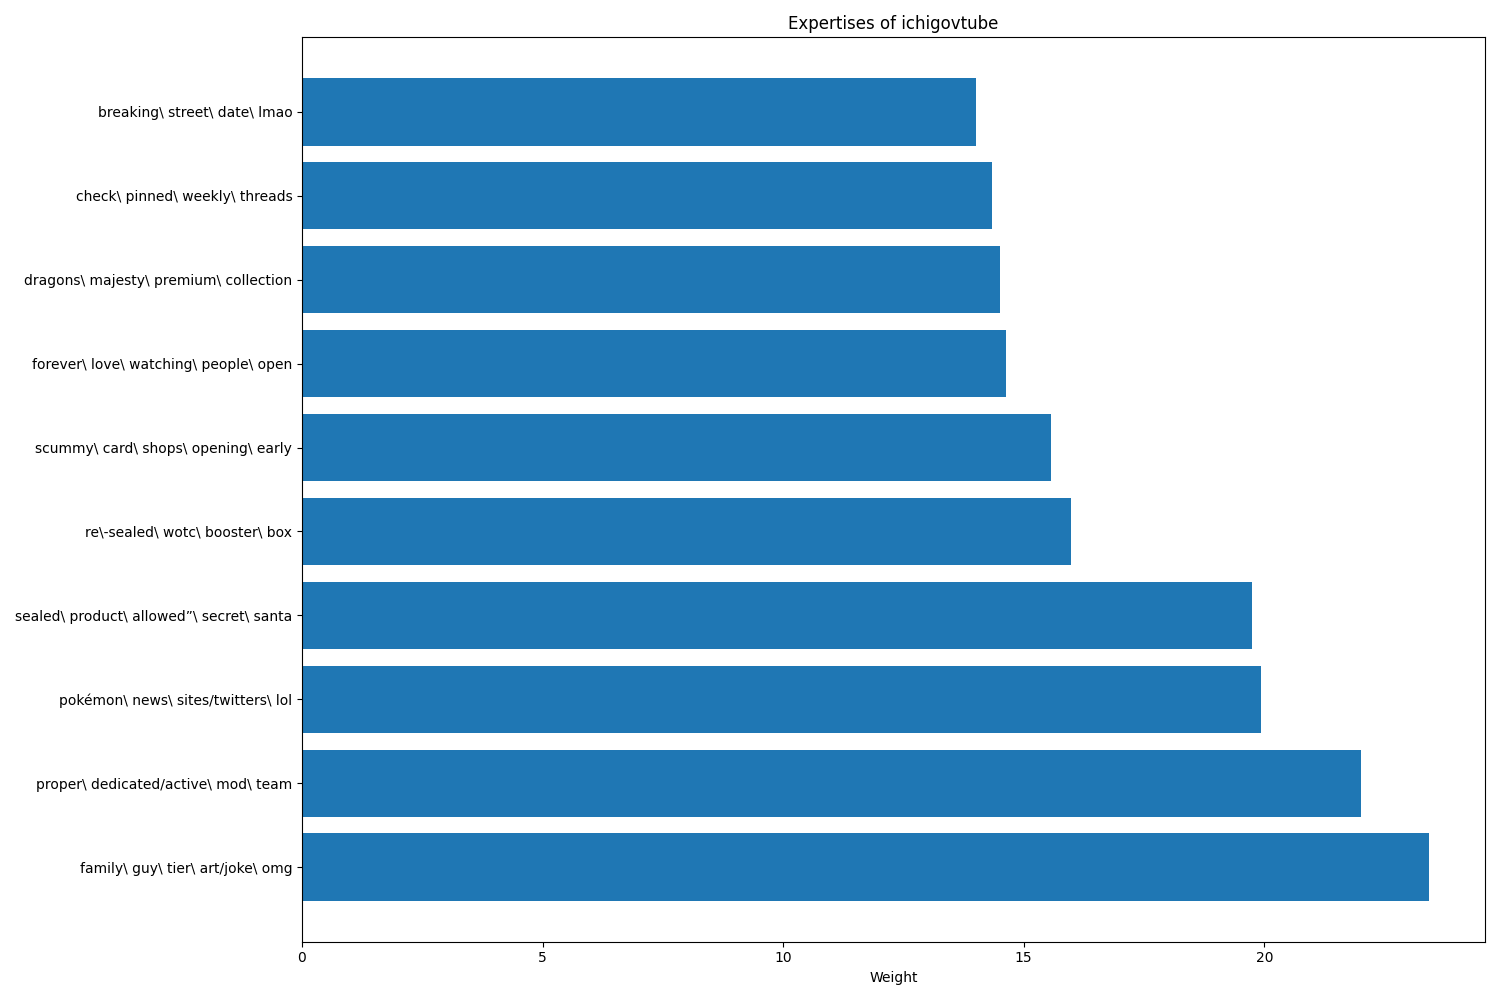 Expertises of ichigovtube
breaking\ street\ date\ lmao
check\ pinned\ weekly\ threads
dragons\ majesty\ premium\ collection
forever\ love\ watching\ people\ open
scummy\ card\ shops\ opening\ early
re\-sealed\ wotc\ booster\ box
sealed\ product\ allowed”\ secret\ santa
pokémon\ news\ sites/twitters\ lol
proper\ dedicated/active\ mod\ team
family\ guy\ tier\ art/joke\ omg
0 5 10 15 20
Weight